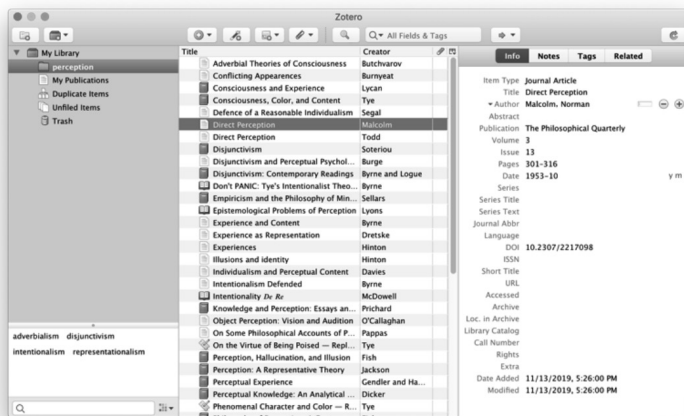 Zotero
All Fields & Tags
My Library
perception
My Publications
Duplicate Items
Unfiled Items
Trash
adverbialism disjunctivism
intentionalism representationalism
Title Creator
Adverbial Theories of Consciousness Butchvarov
Conflicting Appearences Burnyeat
Consciousness and Experience Lycan
Consciousness, Color, and Content Tye
Defence of a Reasonable Individualism Segal
Direct Perception Malcolm
Direct Perception Todd
Disjunctivism Soteriou
Disjunctivism and Perceptual Psychol... Burge
Disjunctivism: Contemporary Readings Byrne and Logue
Don't PANIC: Tye's Intentionalist Theo... Byrne
Empiricism and the Philosophy of Min... Sellars
Epistemological Problems of Perception Lyons
Experience and Content Byrne
Experience as Representation Dretske
Experiences Hinton
Illusions and identity Hinton
Individualism and Perceptual Content Davies
Intentionalism Defended Byrne
Intentionality De Re McDowell
Knowledge and Perception: Essays an... Prichard
Object Perception: Vision and Audition O'Callaghan
On Some Philosophical Accounts of P... Pappas
On the Virtue of Being Poised — Repl... Tye
Perception, Hallucination, and Illusion Fish
Perception: A Representative Theory Jackson
Perceptual Experience Gendler and Ha...
Perceptual Knowledge: An Analytical ... Dicker
Phenomenal Character and Color — R... Tye
Info Notes Tags Related
Item Type Journal Article
Title Direct Perception
Author Malcolm, Norman
Abstract
Publication The Philosophical Quarterly
Volume 3
Issue 13
Pages 301-316
Date 1953-10 y m
Series
Series Title
Series Text
Journal Abbr
Language
DOI 10.2307/2217098
ISSN
Short Title
URL
Accessed
Archive
Loc. in Archive
Library Catalog
Call Number
Rights
Extra
Date Added 11/13/2019, 5:26:00 PM
Modified 11/13/2019, 5:26:00 PM